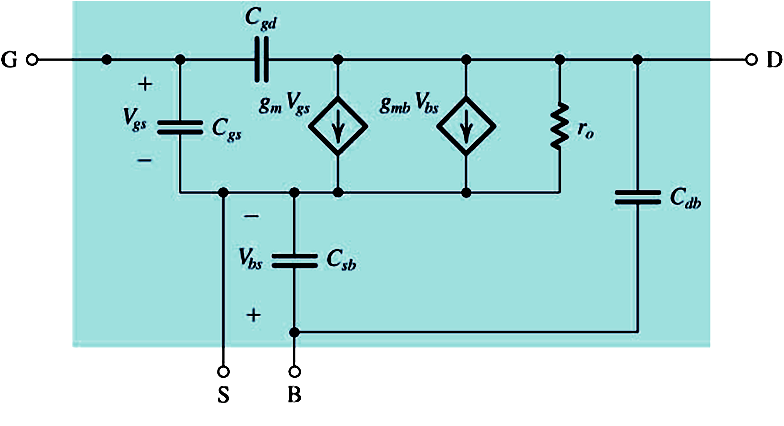 C_gd
G
D
+
V_gs
−
C_gs
g_m V_gs
g_mb V_bs
r_o
C_db
−
V_bs
+
C_sb
S
B